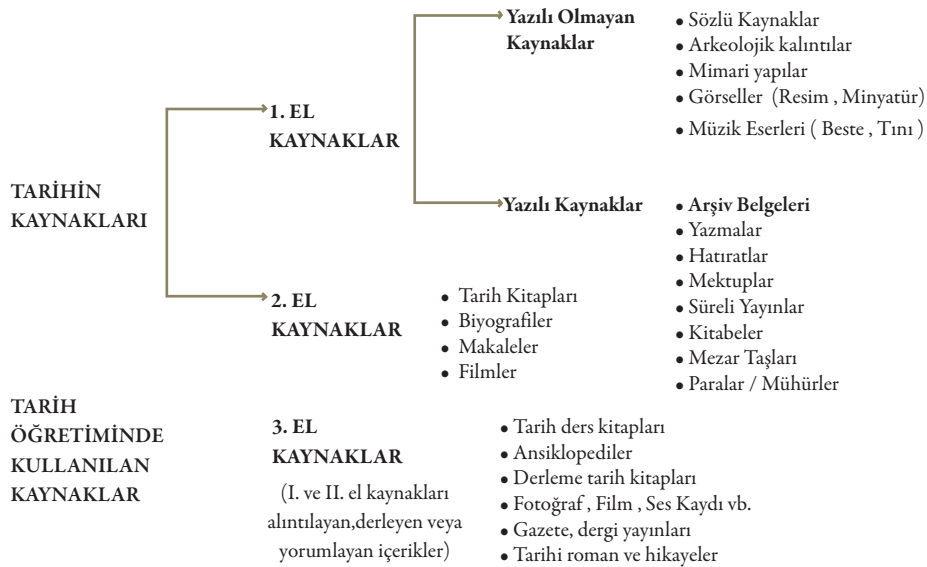 TARİHİN
KAYNAKLARI
1. EL
KAYNAKLAR
Yazılı Olmayan
Kaynaklar
• Sözlü Kaynaklar
• Arkeolojik kalıntılar
• Mimari yapılar
• Görseller (Resim , Minyatür)
• Müzik Eserleri ( Beste , Tını )
Yazılı Kaynaklar
• Arşiv Belgeleri
• Yazmalar
• Hatıratlar
• Mektuplar
• Süreli Yayınlar
• Kitabeler
• Mezar Taşları
• Paralar / Mühürler
2. EL
KAYNAKLAR
• Tarih Kitapları
• Biyografiler
• Makaleler
• Filmler
TARİH
ÖĞRETİMİNDE
KULLANILAN
KAYNAKLAR
3. EL
KAYNAKLAR
(I. ve II. el kaynakları
alıntılayan,derleyen veya
yorumlayan içerikler)
• Tarih ders kitapları
• Ansiklopediler
• Derleme tarih kitapları
• Fotoğraf , Film , Ses Kaydı vb.
• Gazete, dergi yayınları
• Tarihi roman ve hikayeler